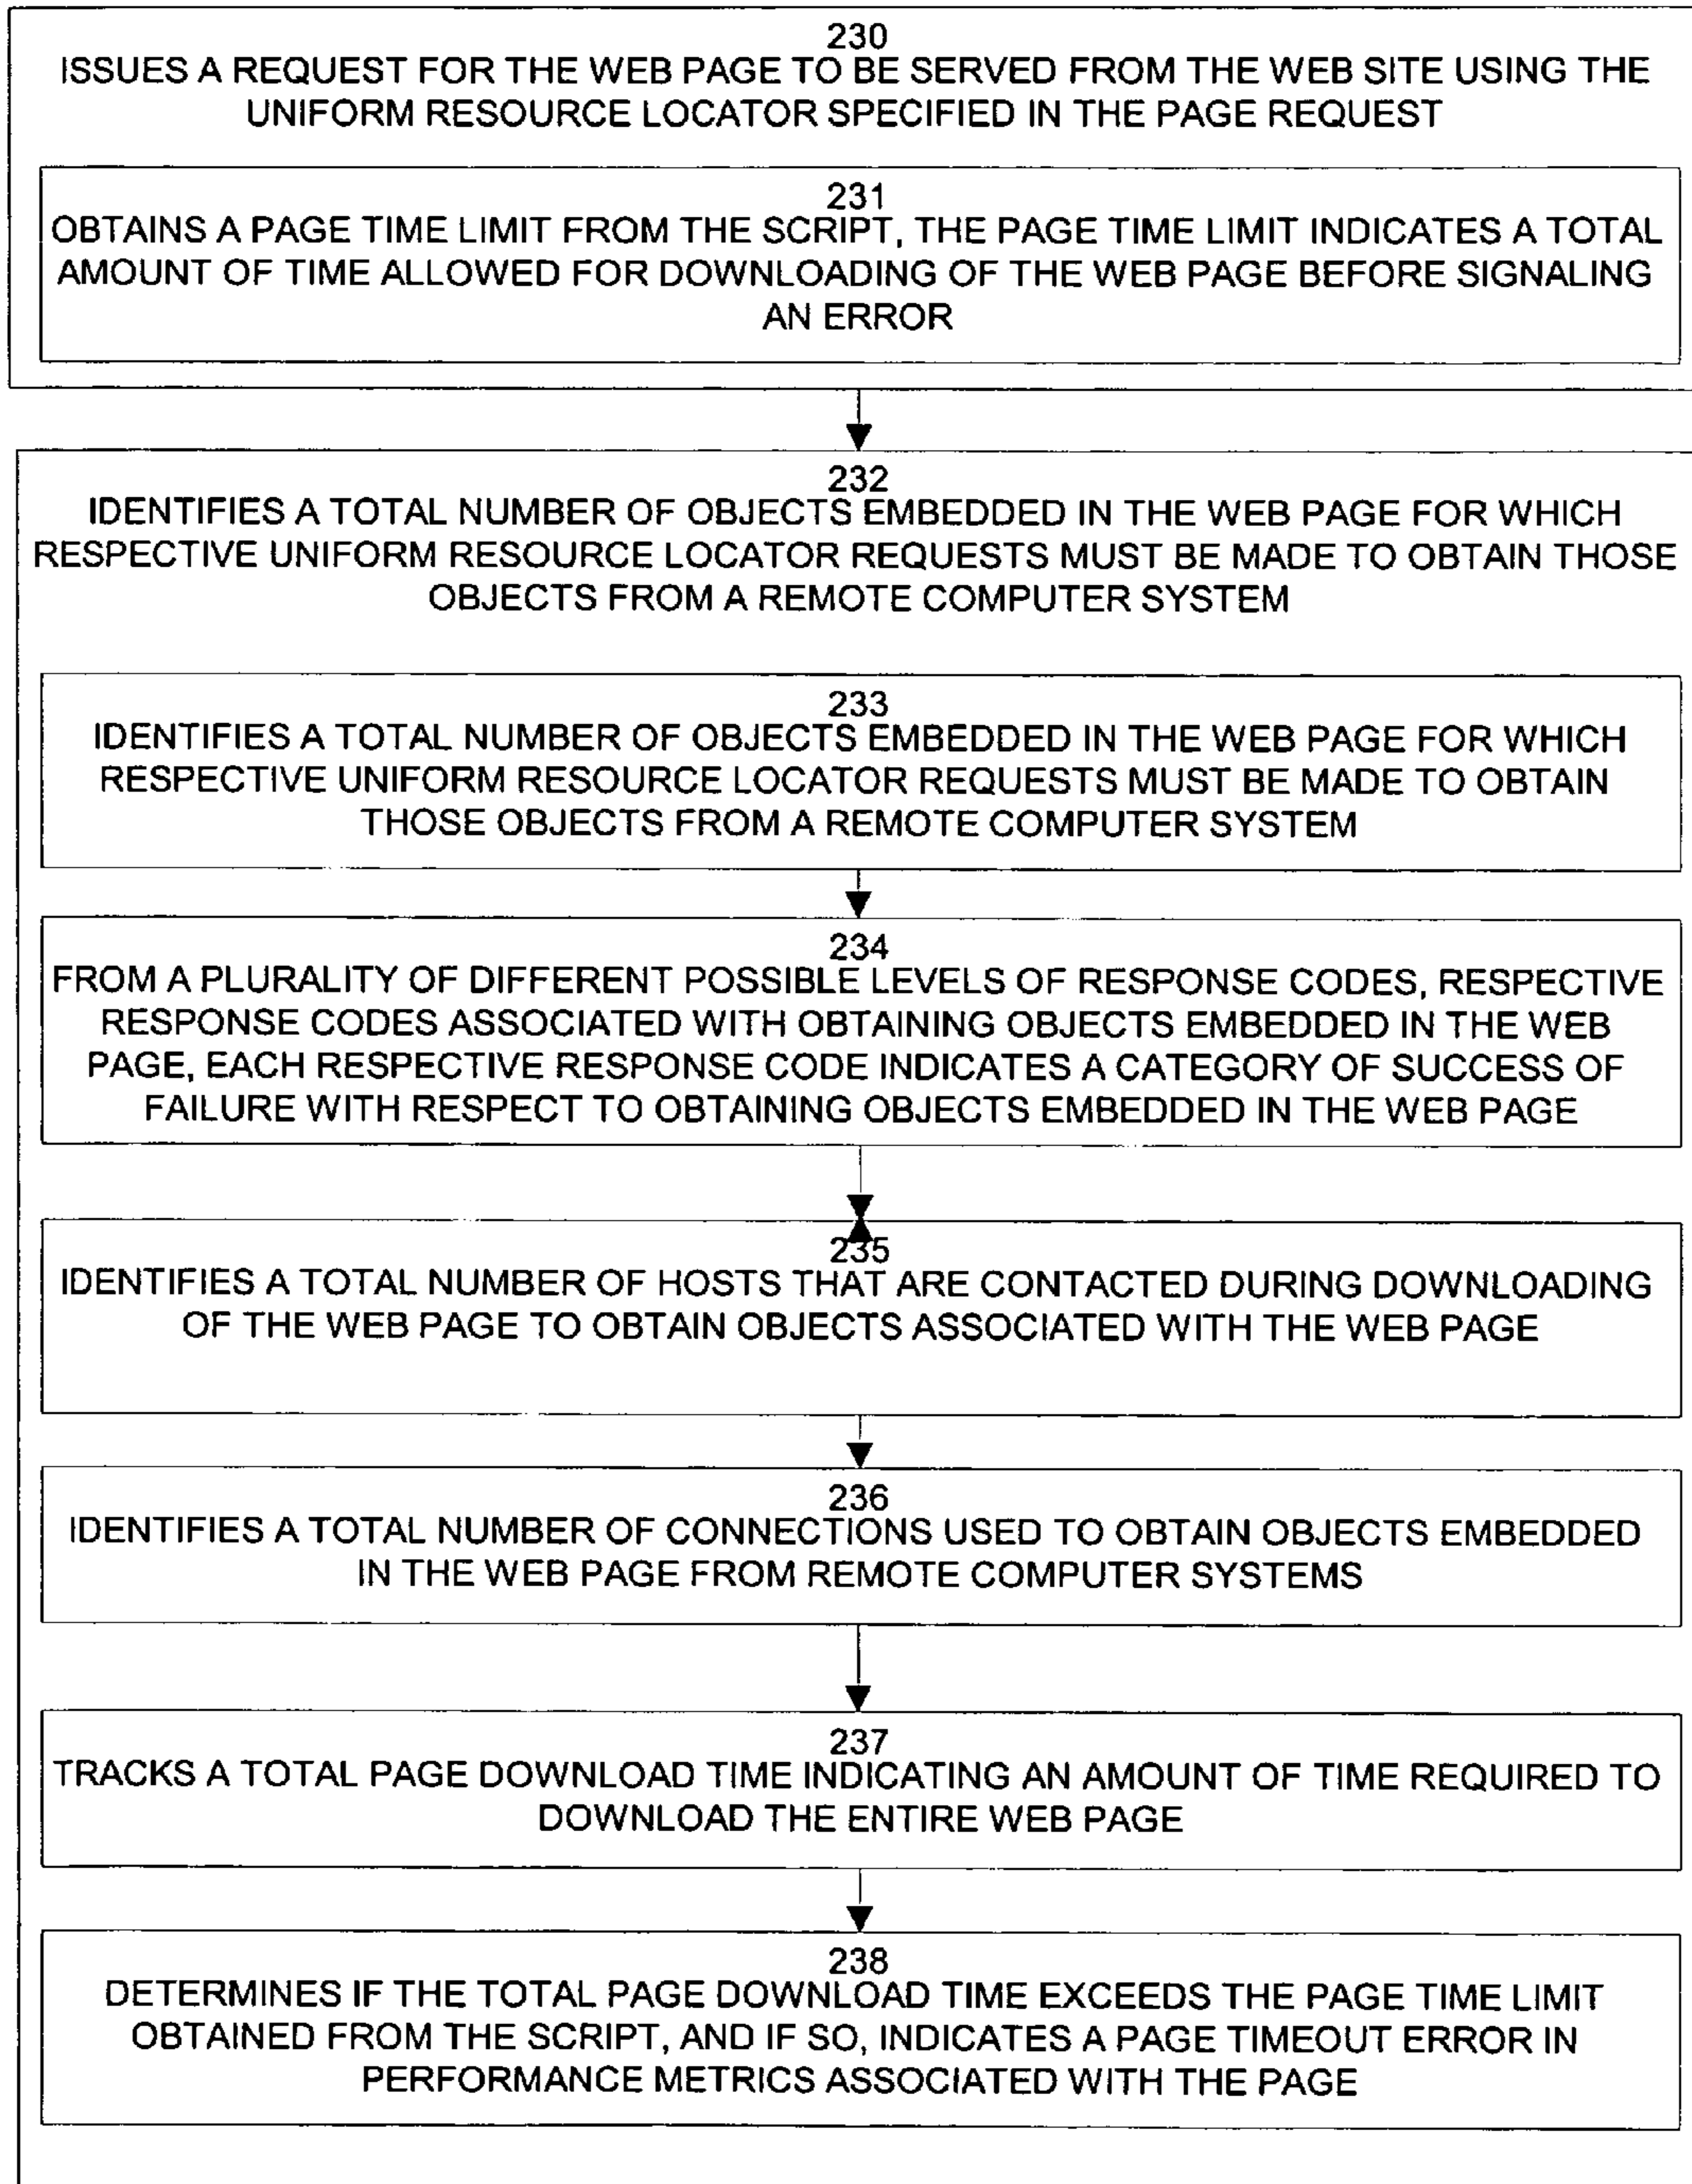 230
ISSUES A REQUEST FOR THE WEB PAGE TO BE SERVED FROM THE WEB SITE USING THE
UNIFORM RESOURCE LOCATOR SPECIFIED IN THE PAGE REQUEST
231
OBTAINS A PAGE TIME LIMIT FROM THE SCRIPT, THE PAGE TIME LIMIT INDICATES A TOTAL
AMOUNT OF TIME ALLOWED FOR DOWNLOADING OF THE WEB PAGE BEFORE SIGNALING
AN ERROR
232
IDENTIFIES A TOTAL NUMBER OF OBJECTS EMBEDDED IN THE WEB PAGE FOR WHICH
RESPECTIVE UNIFORM RESOURCE LOCATOR REQUESTS MUST BE MADE TO OBTAIN THOSE
OBJECTS FROM A REMOTE COMPUTER SYSTEM
233
IDENTIFIES A TOTAL NUMBER OF OBJECTS EMBEDDED IN THE WEB PAGE FOR WHICH
RESPECTIVE UNIFORM RESOURCE LOCATOR REQUESTS MUST BE MADE TO OBTAIN
THOSE OBJECTS FROM A REMOTE COMPUTER SYSTEM
234
FROM A PLURALITY OF DIFFERENT POSSIBLE LEVELS OF RESPONSE CODES, RESPECTIVE
RESPONSE CODES ASSOCIATED WITH OBTAINING OBJECTS EMBEDDED IN THE WEB
PAGE, EACH RESPECTIVE RESPONSE CODE INDICATES A CATEGORY OF SUCCESS OF
FAILURE WITH RESPECT TO OBTAINING OBJECTS EMBEDDED IN THE WEB PAGE
235
IDENTIFIES A TOTAL NUMBER OF HOSTS THAT ARE CONTACTED DURING DOWNLOADING
OF THE WEB PAGE TO OBTAIN OBJECTS ASSOCIATED WITH THE WEB PAGE
236
IDENTIFIES A TOTAL NUMBER OF CONNECTIONS USED TO OBTAIN OBJECTS EMBEDDED
IN THE WEB PAGE FROM REMOTE COMPUTER SYSTEMS
237
TRACKS A TOTAL PAGE DOWNLOAD TIME INDICATING AN AMOUNT OF TIME REQUIRED TO
DOWNLOAD THE ENTIRE WEB PAGE
238
DETERMINES IF THE TOTAL PAGE DOWNLOAD TIME EXCEEDS THE PAGE TIME LIMIT
OBTAINED FROM THE SCRIPT, AND IF SO, INDICATES A PAGE TIMEOUT ERROR IN
PERFORMANCE METRICS ASSOCIATED WITH THE PAGE